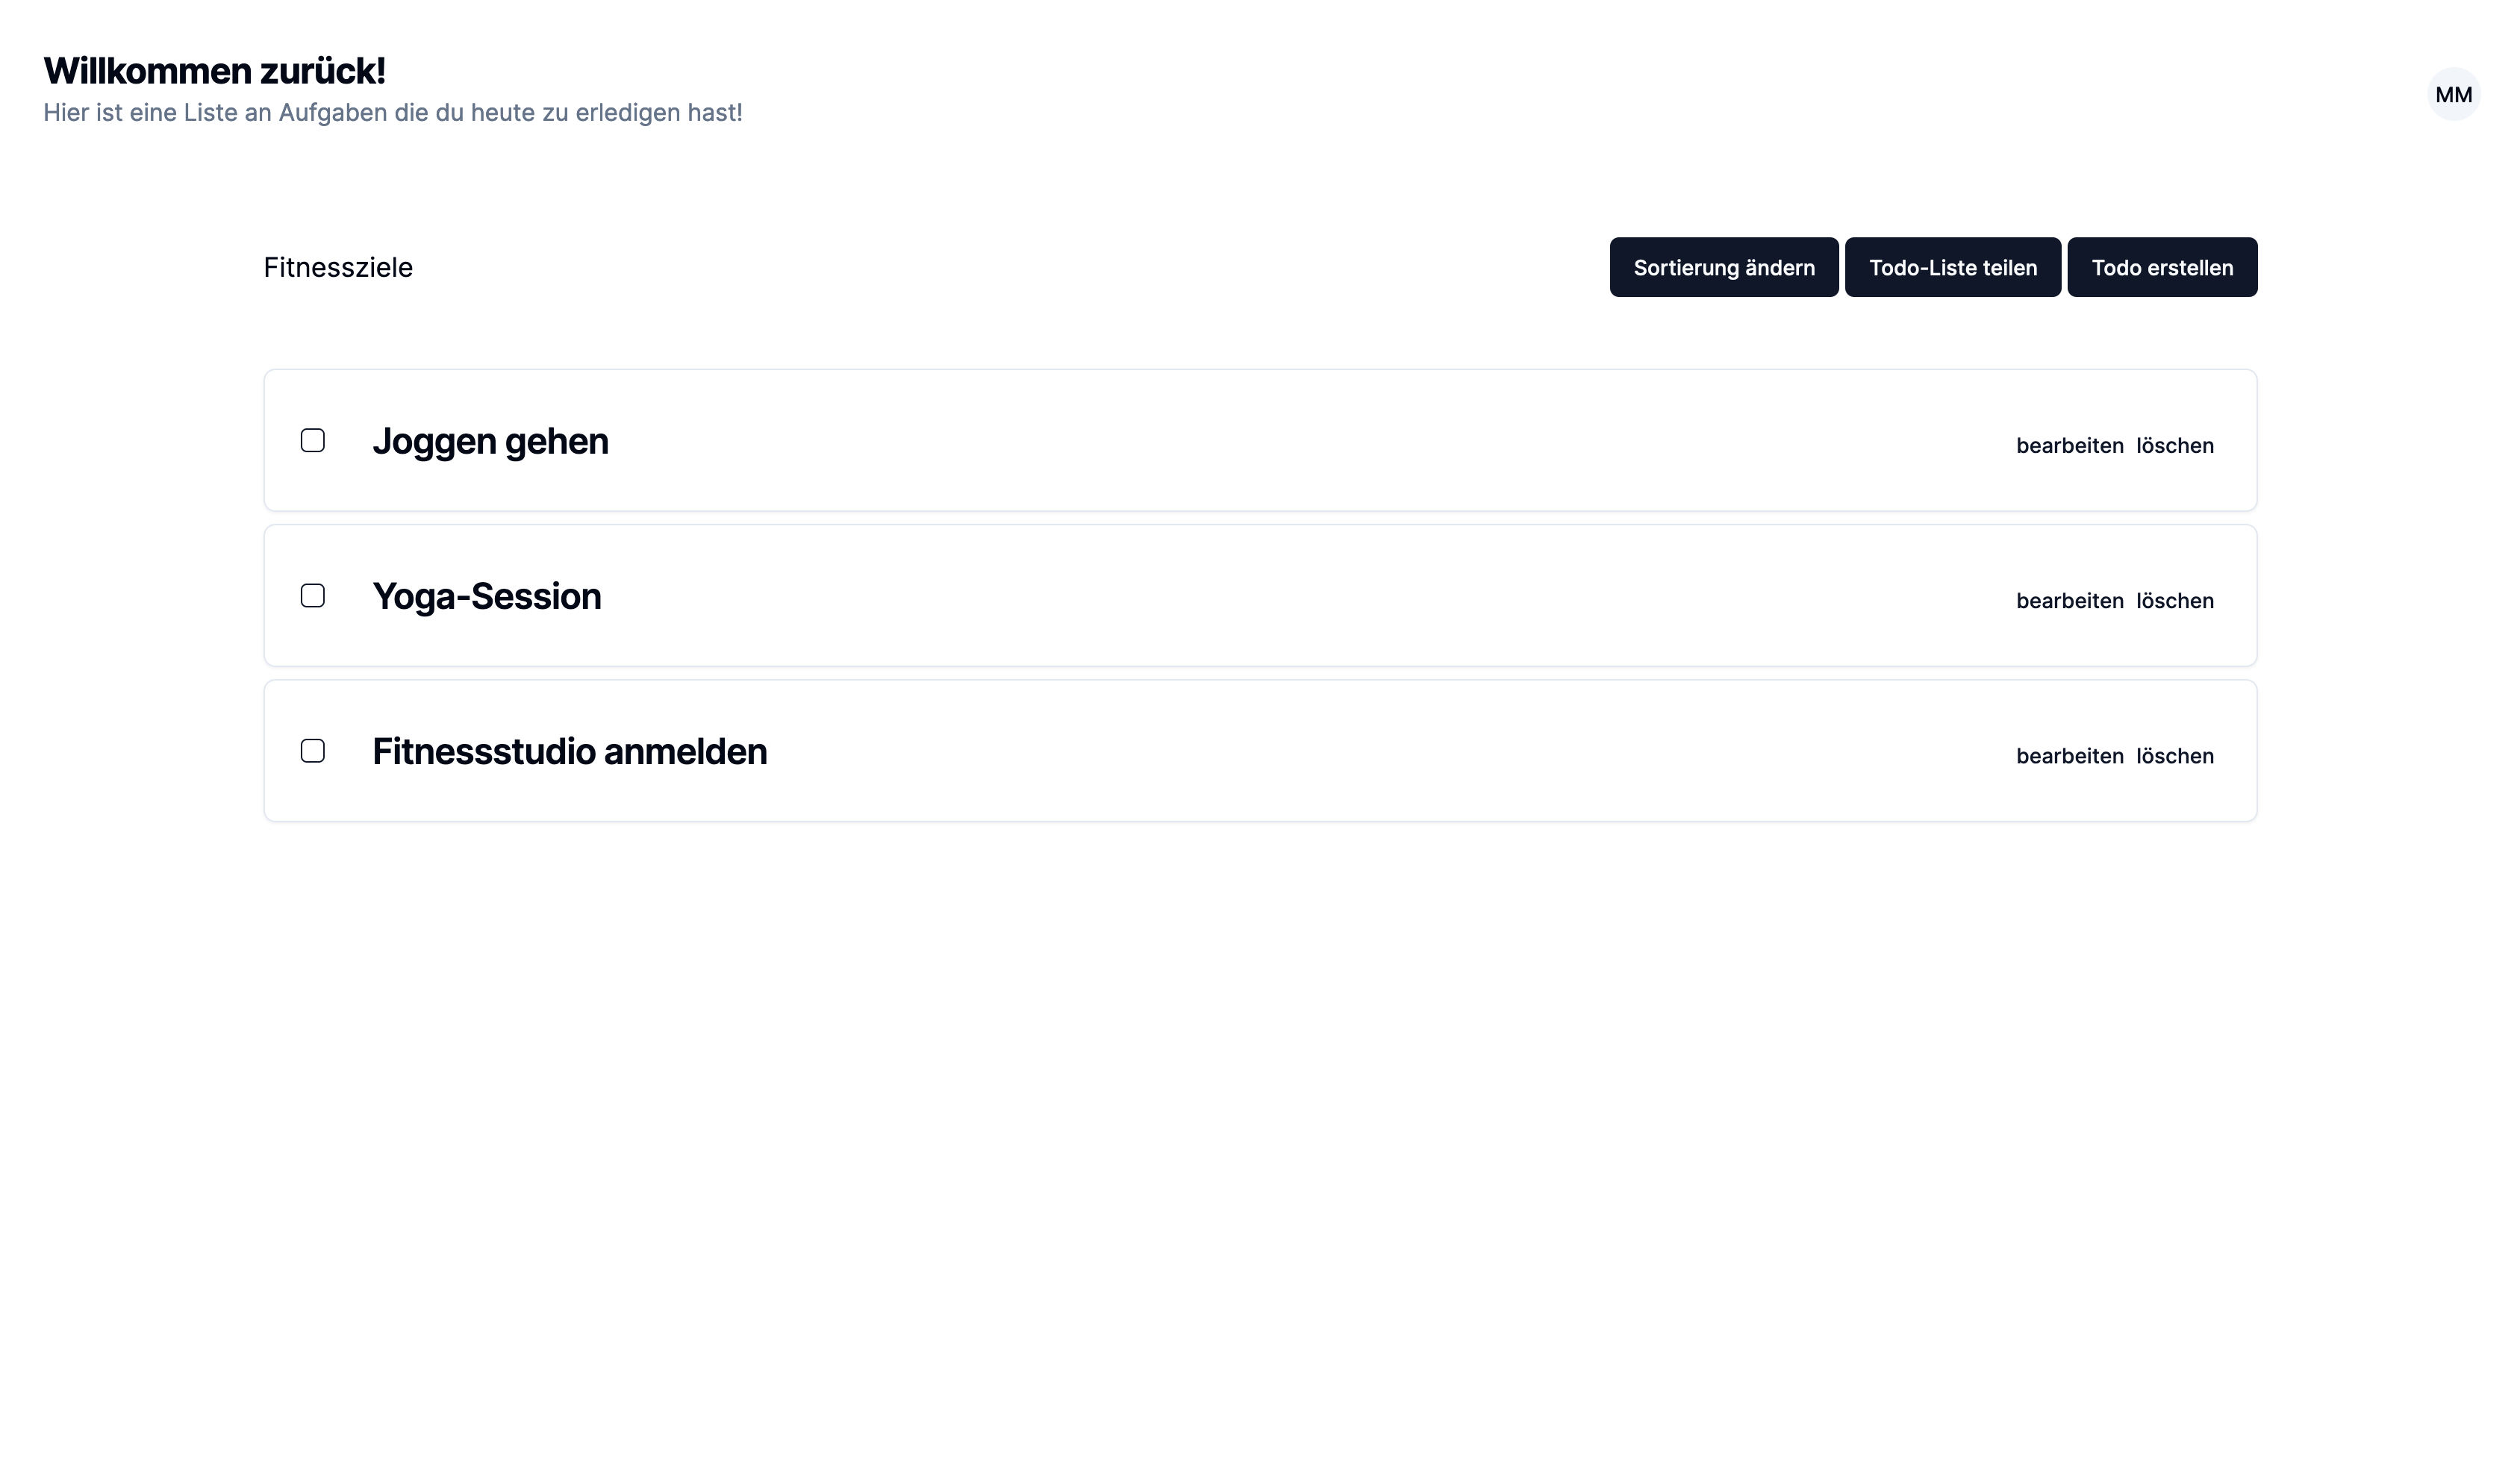 Willkommen zurück!
Hier ist eine Liste an Aufgaben die du heute zu erledigen hast!
MM
Fitnessziele
Sortierung ändern
Todo-Liste teilen
Todo erstellen
Joggen gehen
bearbeiten löschen
Yoga-Session
bearbeiten löschen
Fitnessstudio anmelden
bearbeiten löschen